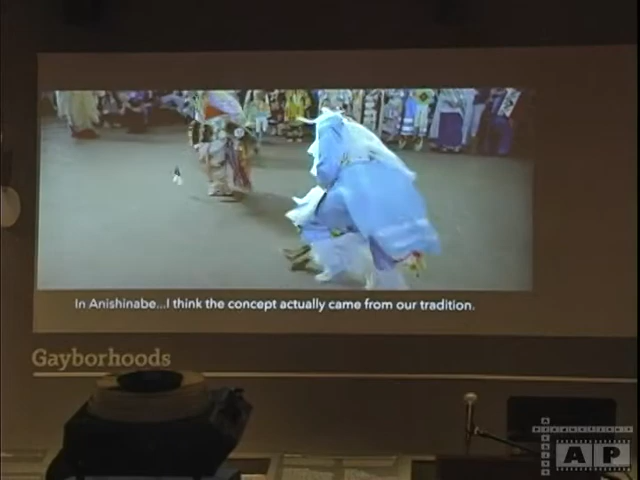 In Anishinabe...I think the concept actually came from our tradition.
Gayborhoods
AP